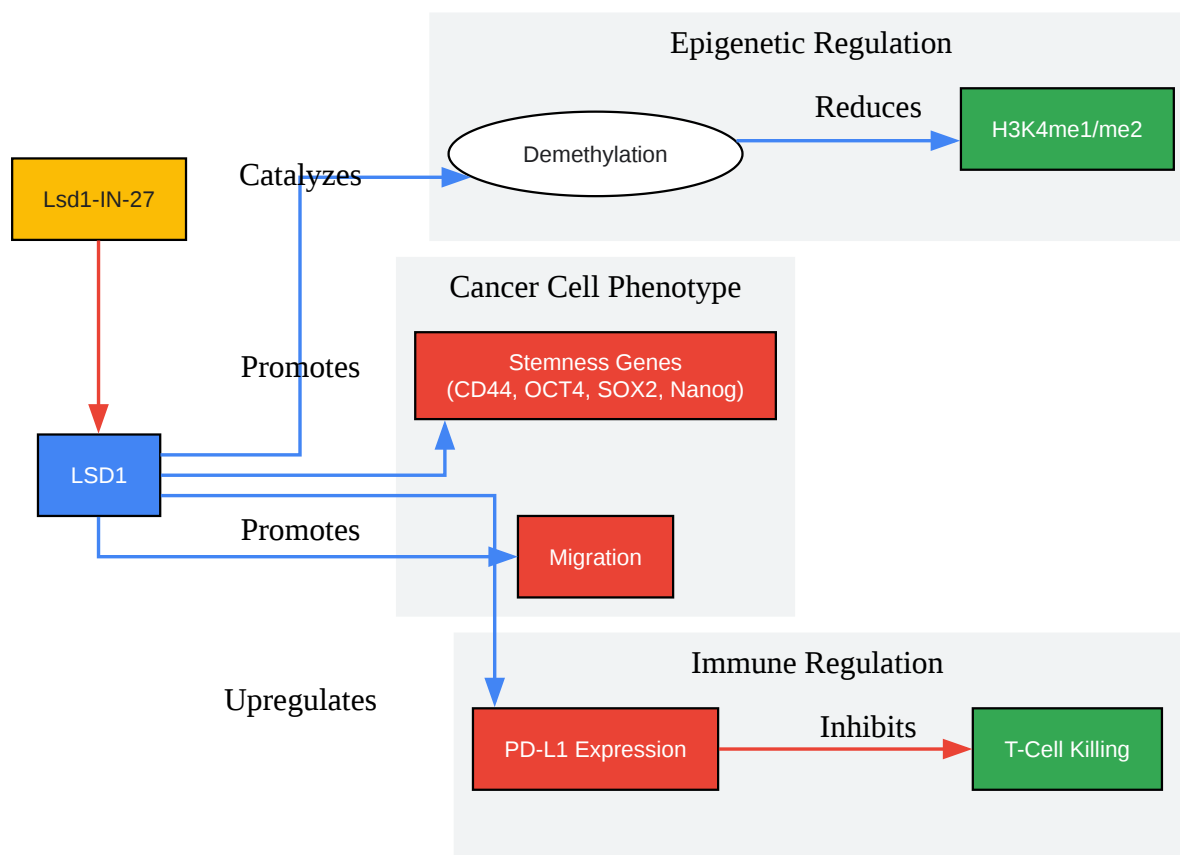 Epigenetic Regulation
Reduces
H3K4me1/me2
Demethylation
Catalyzes
Lsd1-IN-27
Cancer Cell Phenotype
Promotes
Stemness Genes
(CD44, OCT4, SOX2, Nanog)
LSD1
Promotes
Migration
Immune Regulation
Upregulates
PD-L1 Expression
Inhibits
T-Cell Killing